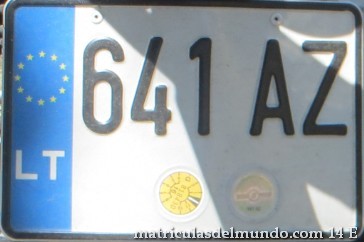 641 AZ
LT
matriculasdelmundo.com 14 E